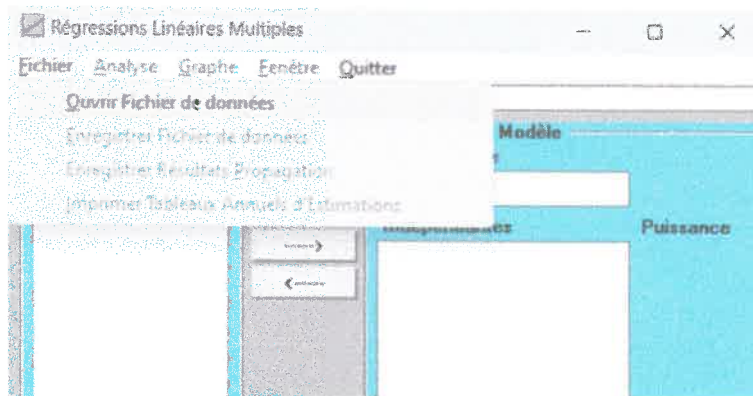 Régressions Linéaires Multiples
Fichier Analyse Graphe Fenêtre Quitter
Ouvrir Fichier de données
Enregistrer Fichier de données
Enregistrer Résultats Propagation
Imprimer Tableaux Annuels d'Estimations
Modèle
Indépendantes Puissance
----->
<-----